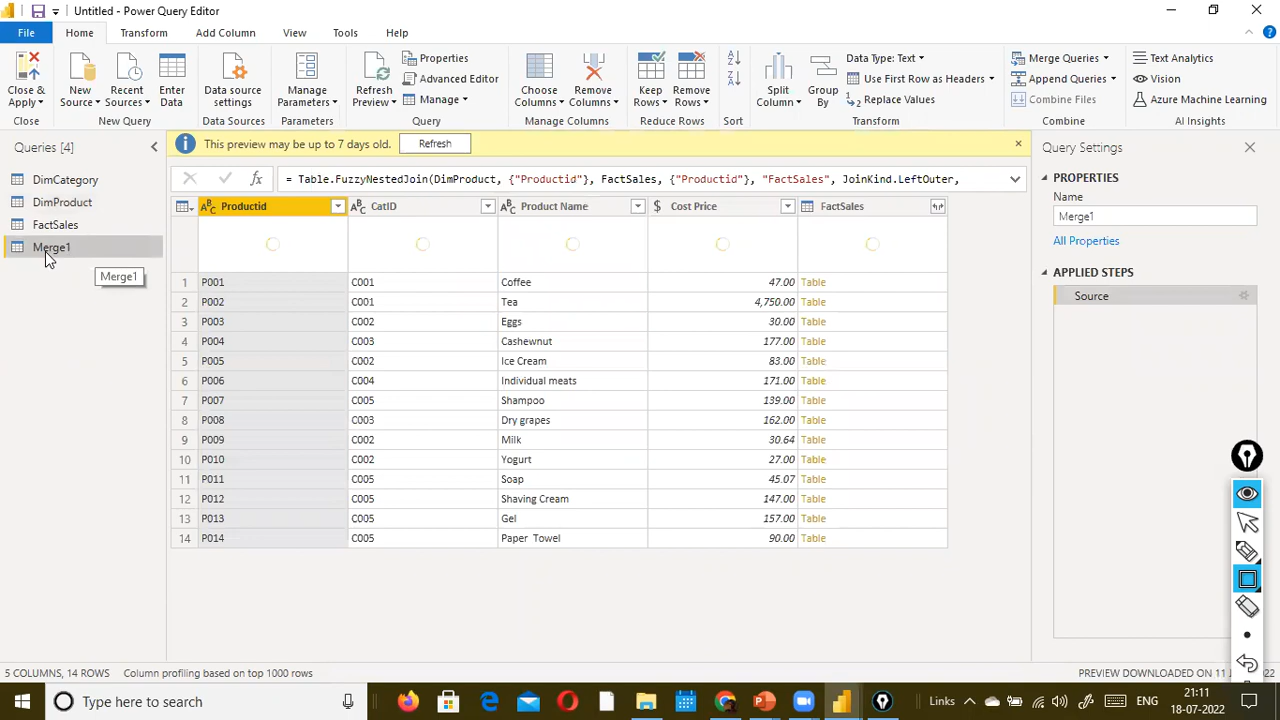 Untitled - Power Query Editor
File Home Transform Add Column View Tools Help
Close & Apply
New Source
Recent Sources
Enter Data
Data source settings
Manage Parameters
Refresh Preview
Properties
Advanced Editor
Manage
Choose Columns
Remove Columns
Keep Rows
Remove Rows
Split Column
Group By
Data Type: Text
Use First Row as Headers
Replace Values
Merge Queries
Append Queries
Combine Files
Text Analytics
Vision
Azure Machine Learning
Close New Query Data Sources Parameters Query Manage Columns Reduce Rows Sort Transform Combine AI Insights
Queries [4]
DimCategory
DimProduct
FactSales
Merge1
Merge1
This preview may be up to 7 days old. Refresh
= Table.FuzzyNestedJoin(DimProduct, {"Productid"}, FactSales, {"Productid"}, "FactSales", JoinKind.LeftOuter,
Productid CatID Product Name $ Cost Price FactSales
1 P001 C001 Coffee 47.00 Table
2 P002 C001 Tea 4,750.00 Table
3 P003 C002 Eggs 30.00 Table
4 P004 C003 Cashewnut 177.00 Table
5 P005 C002 Ice Cream 83.00 Table
6 P006 C004 Individual meats 171.00 Table
7 P007 C005 Shampoo 139.00 Table
8 P008 C003 Dry grapes 162.00 Table
9 P009 C002 Milk 30.64 Table
10 P010 C002 Yogurt 27.00 Table
11 P011 C005 Soap 45.07 Table
12 P012 C005 Shaving Cream 147.00 Table
13 P013 C005 Gel 157.00 Table
14 P014 C005 Paper Towel 90.00 Table
Query Settings
PROPERTIES
Name
Merge1
All Properties
APPLIED STEPS
Source
5 COLUMNS, 14 ROWS Column profiling based on top 1000 rows
PREVIEW DOWNLOADED ON 11 J
Type here to search
Links
ENG
21:11
18-07-2022